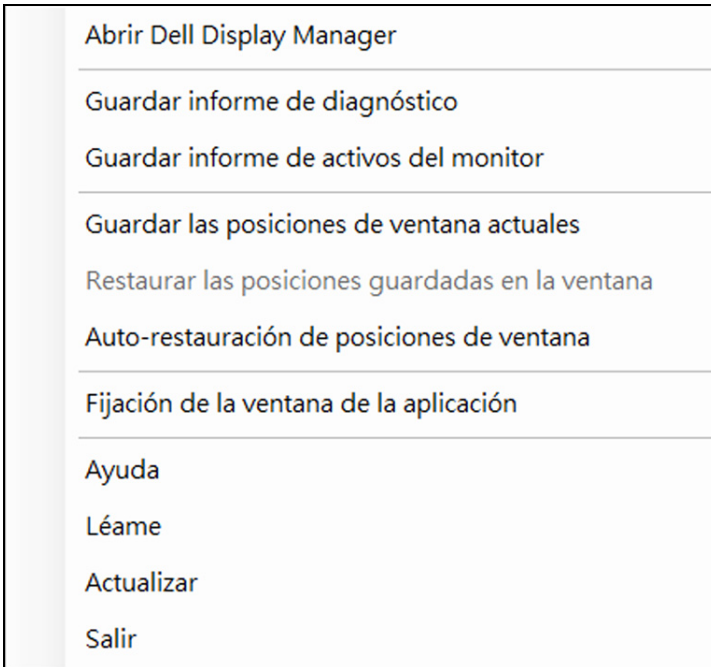 Abrir Dell Display Manager
Guardar informe de diagnóstico
Guardar informe de activos del monitor
Guardar las posiciones de ventana actuales
Restaurar las posiciones guardadas en la ventana
Auto-restauración de posiciones de ventana
Fijación de la ventana de la aplicación
Ayuda
Léame
Actualizar
Salir